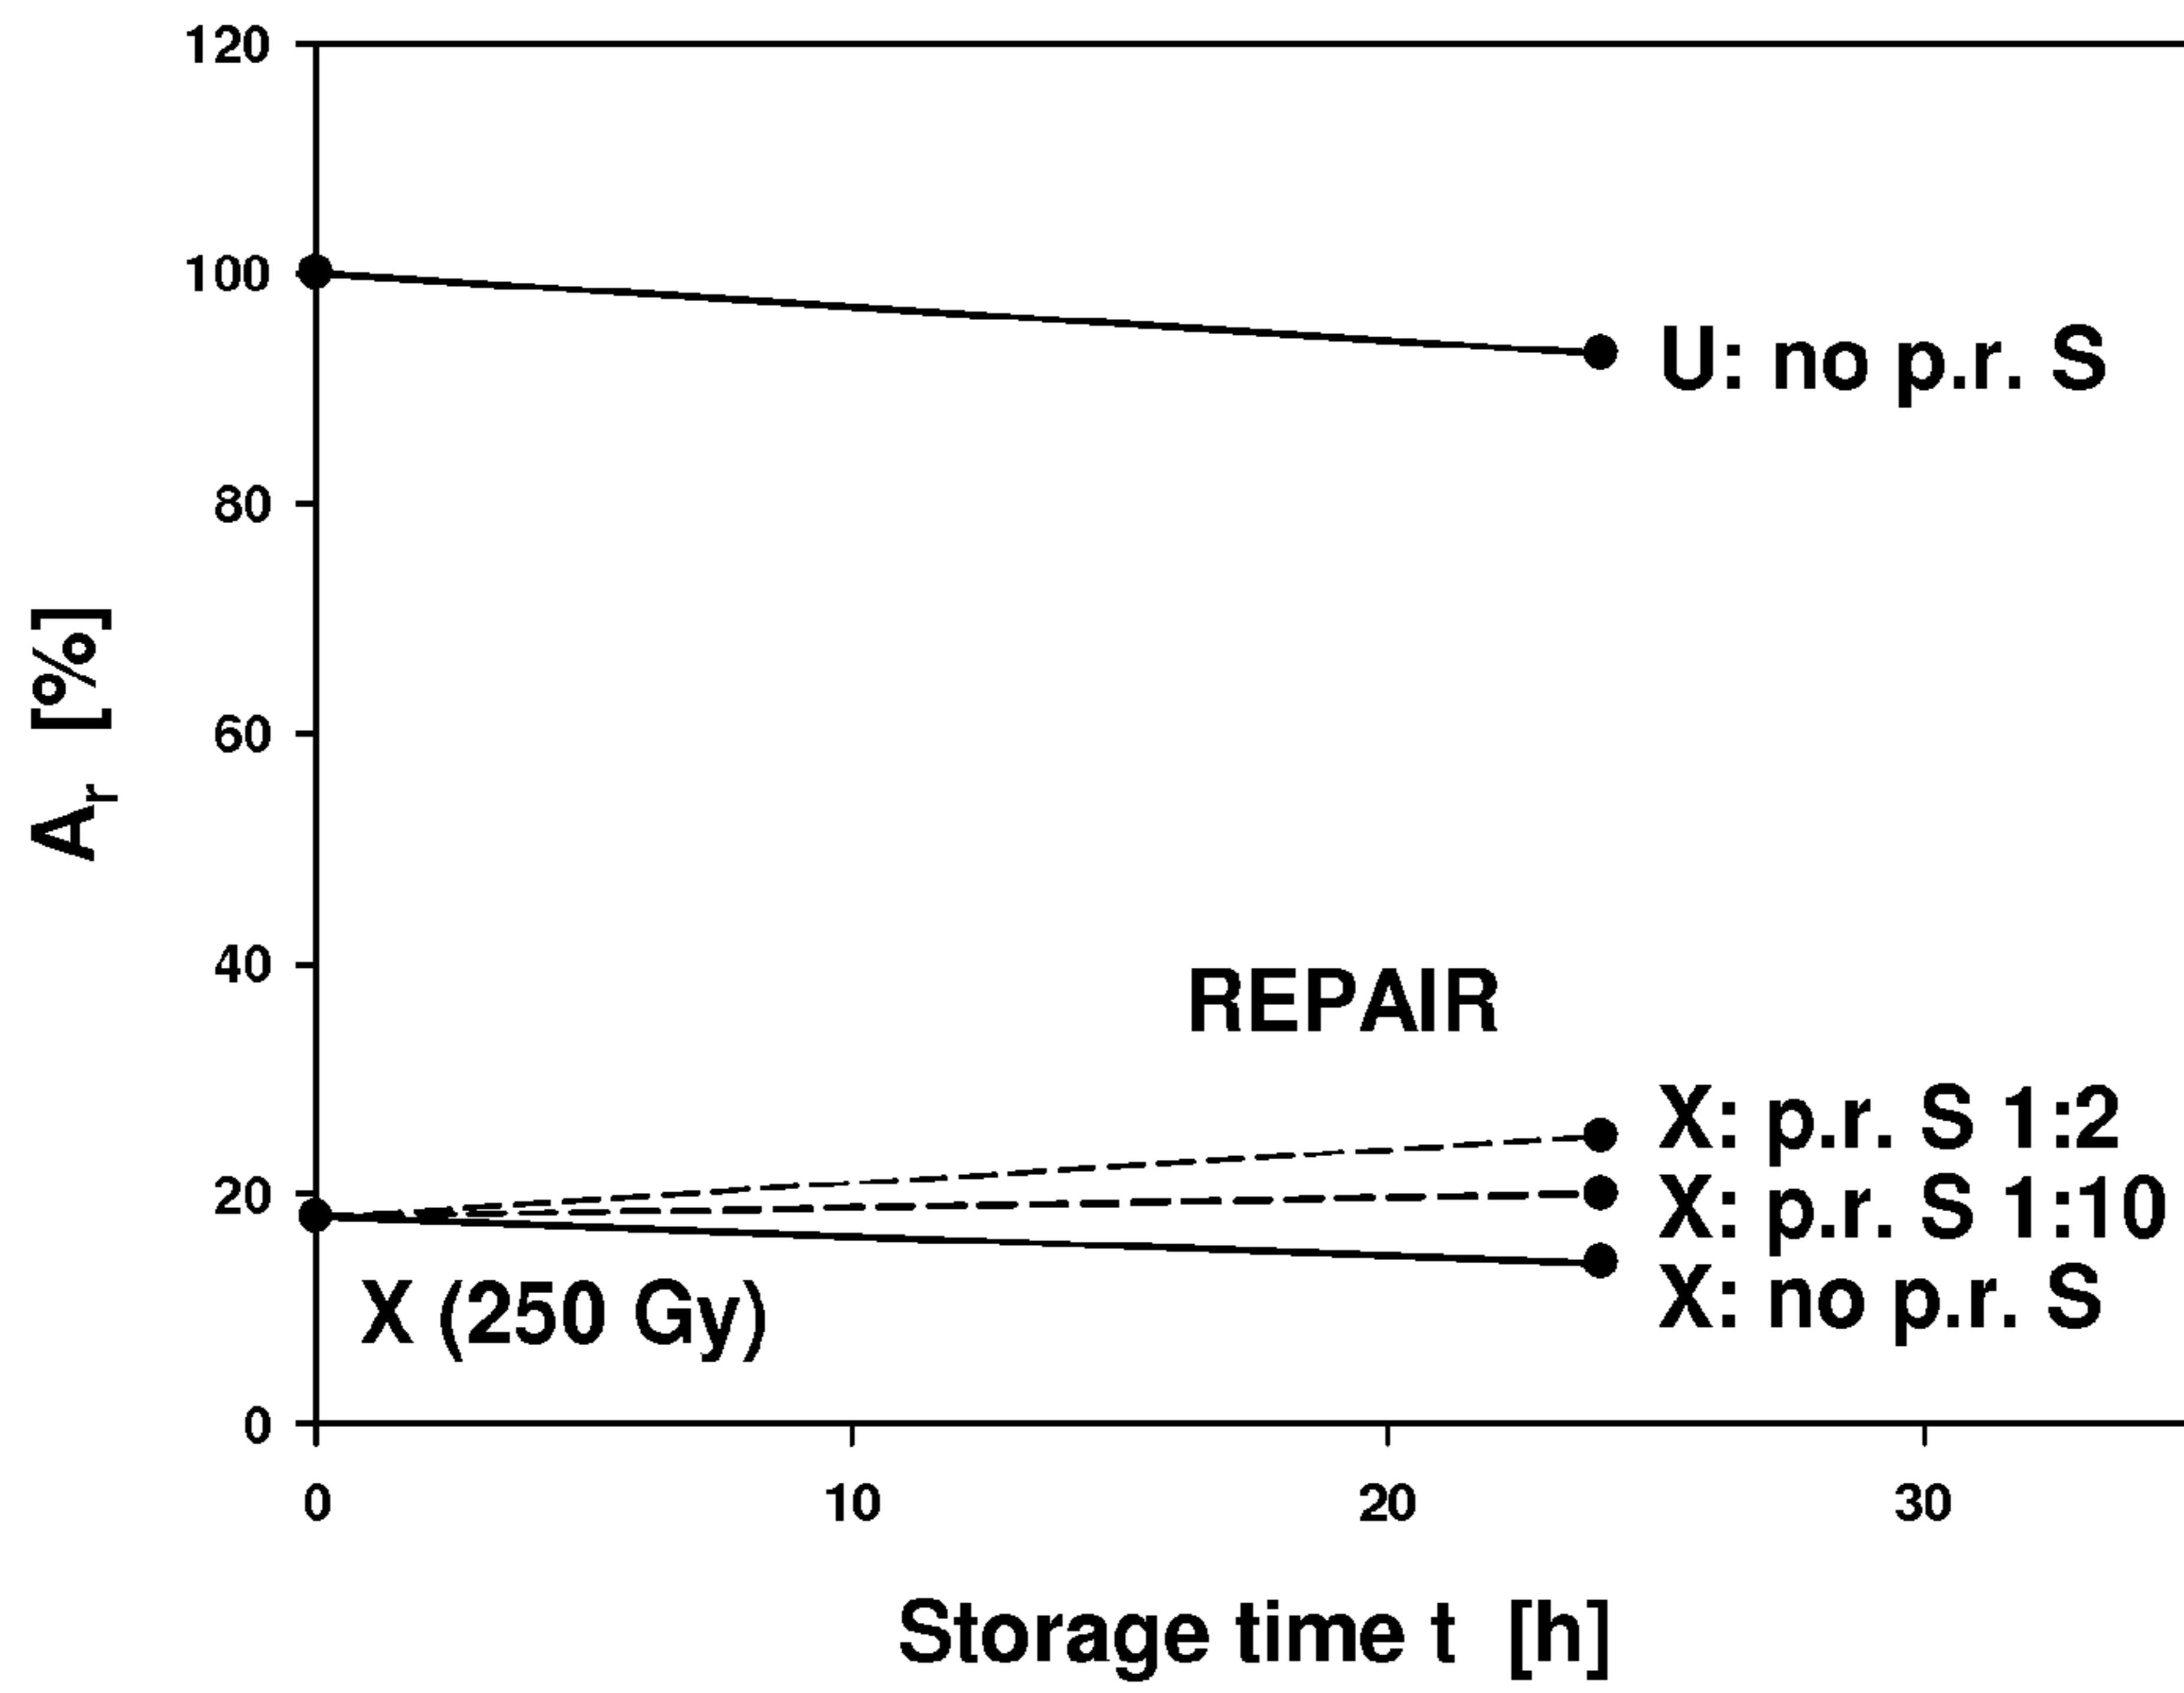 120
100
80
60
40
20
0
A_r [%]
U: no p.r. S
REPAIR
X: p.r. S 1:2
X: p.r. S 1:10
X: no p.r. S
X (250 Gy)
0 10 20 30
Storage time t [h]